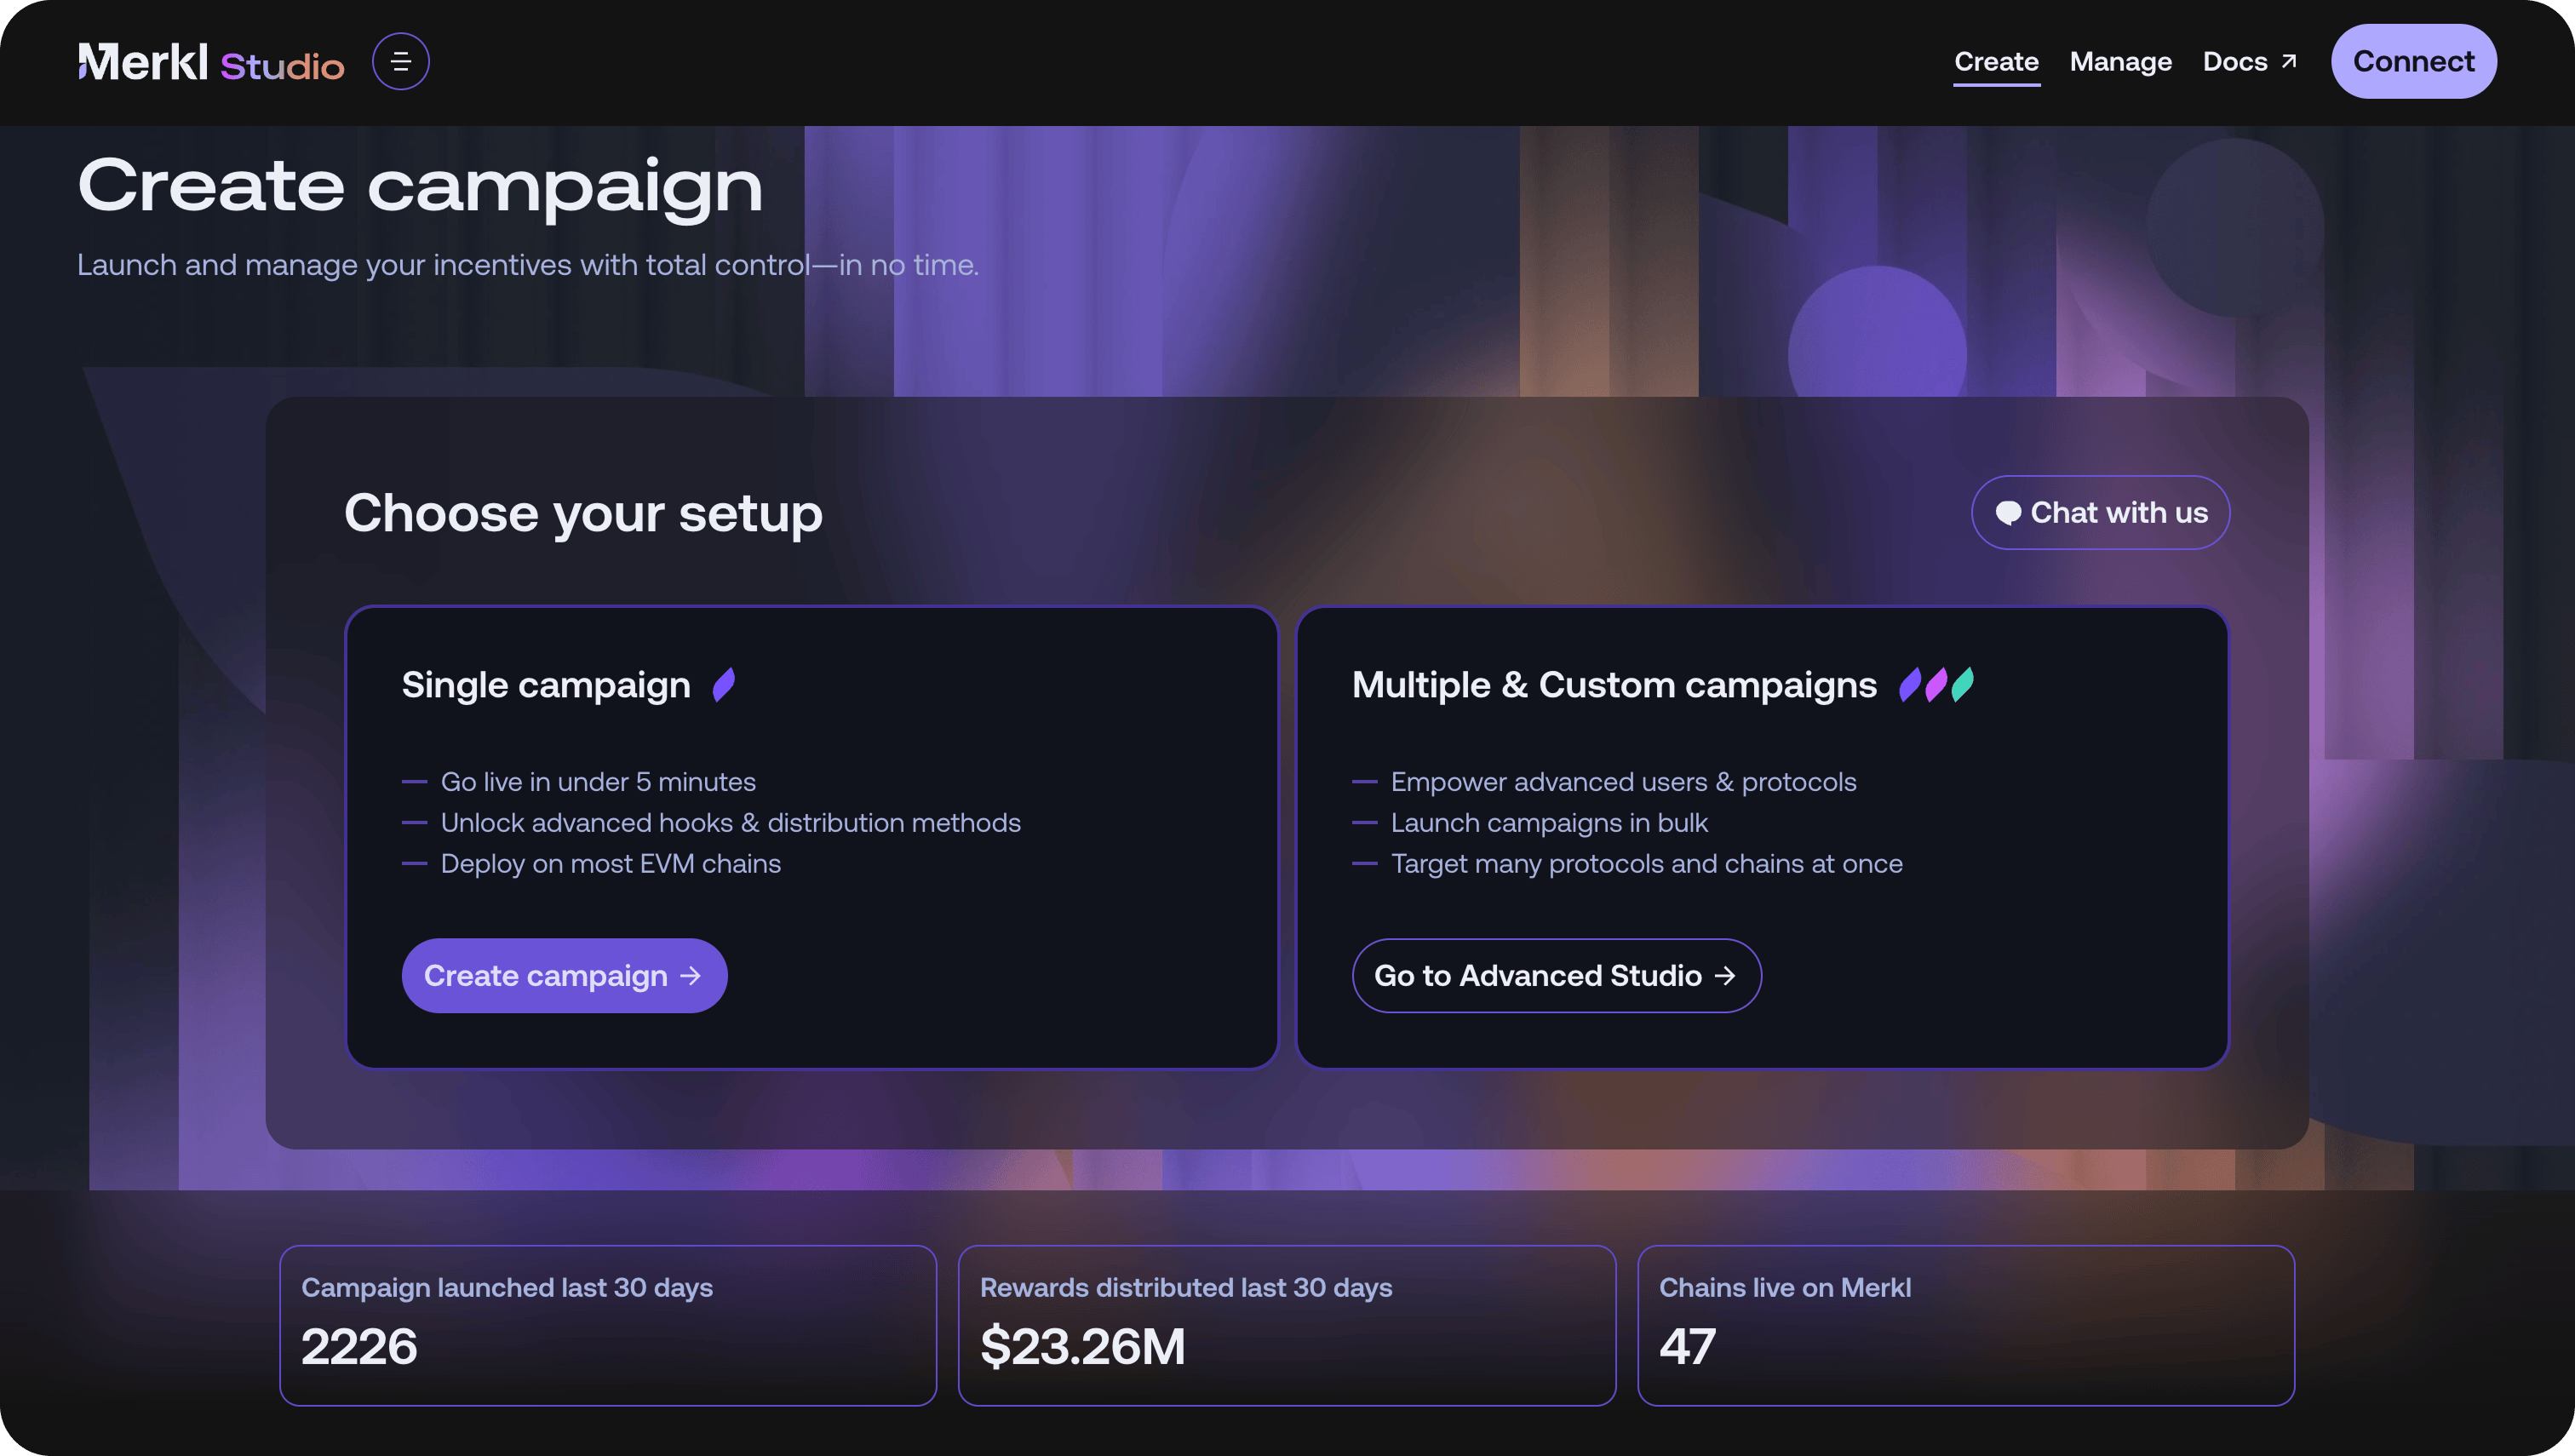 Merkl Studio
Create Manage Docs Connect
Create campaign
Launch and manage your incentives with total control—in no time.
Choose your setup
Chat with us
Single campaign
Go live in under 5 minutes
Unlock advanced hooks & distribution methods
Deploy on most EVM chains
Create campaign
Multiple & Custom campaigns
Empower advanced users & protocols
Launch campaigns in bulk
Target many protocols and chains at once
Go to Advanced Studio
Campaign launched last 30 days
2226
Rewards distributed last 30 days
$23.26M
Chains live on Merkl
47